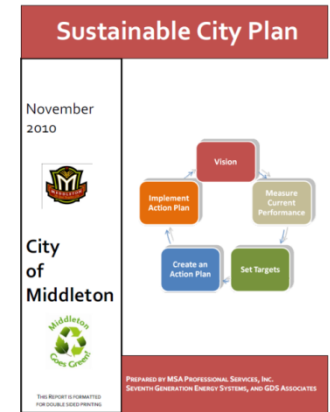 Sustainable City Plan
November
2010
M
City
of
Middleton
Middleton
Goes Green!
THIS REPORT IS FORMATTED
FOR DOUBLE SIDED PRINTING
Vision
Measure
Current
Performance
Set Targets
Create an
Action Plan
Implement
Action Plan
PREPARED BY MSA PROFESSIONAL SERVICES, INC.
SEVENTH GENERATION ENERGY SYSTEMS, AND GDS ASSOCIATES